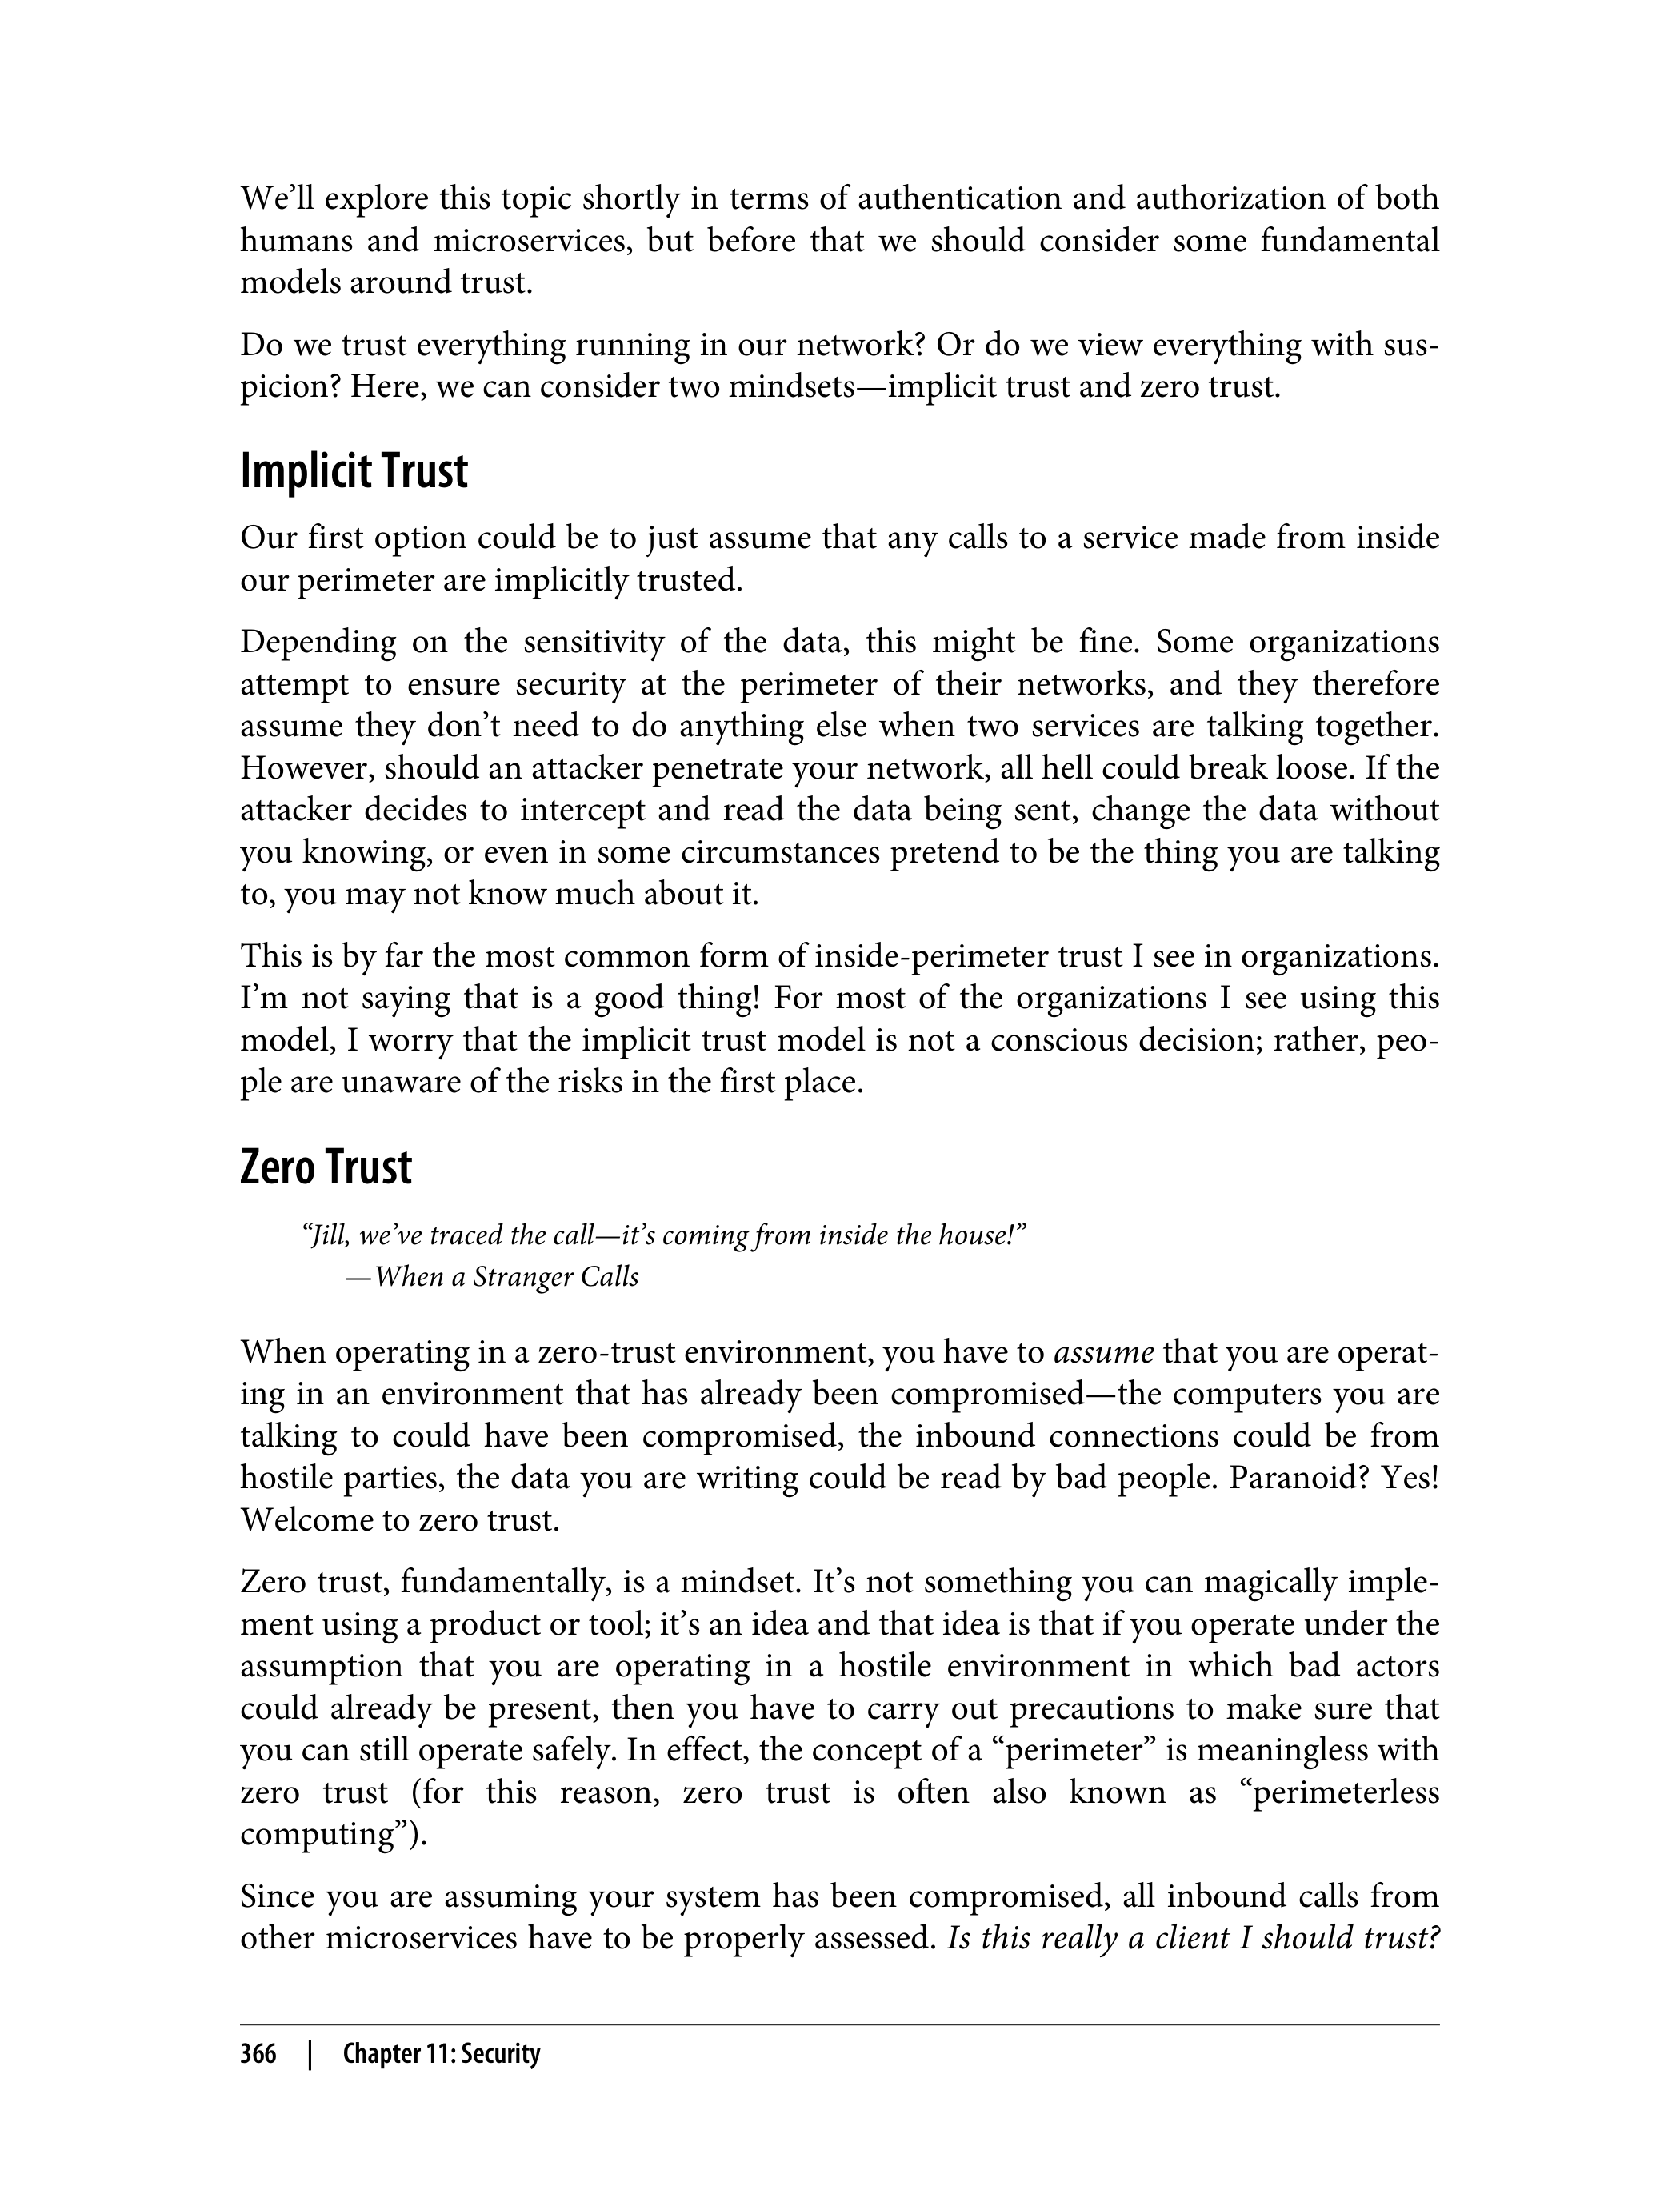 We’ll explore this topic shortly in terms of authentication and authorization of both
humans and microservices, but before that we should consider some fundamental
models around trust.
Do we trust everything running in our network? Or do we view everything with sus-
picion? Here, we can consider two mindsets—implicit trust and zero trust.
Implicit Trust
Our first option could be to just assume that any calls to a service made from inside
our perimeter are implicitly trusted.
Depending on the sensitivity of the data, this might be fine. Some organizations
attempt to ensure security at the perimeter of their networks, and they therefore
assume they don’t need to do anything else when two services are talking together.
However, should an attacker penetrate your network, all hell could break loose. If the
attacker decides to intercept and read the data being sent, change the data without
you knowing, or even in some circumstances pretend to be the thing you are talking
to, you may not know much about it.
This is by far the most common form of inside-perimeter trust I see in organizations.
I’m not saying that is a good thing! For most of the organizations I see using this
model, I worry that the implicit trust model is not a conscious decision; rather, peo-
ple are unaware of the risks in the first place.
Zero Trust
“Jill, we’ve traced the call—it’s coming from inside the house!”
—When a Stranger Calls
When operating in a zero-trust environment, you have to assume that you are operat-
ing in an environment that has already been compromised—the computers you are
talking to could have been compromised, the inbound connections could be from
hostile parties, the data you are writing could be read by bad people. Paranoid? Yes!
Welcome to zero trust.
Zero trust, fundamentally, is a mindset. It’s not something you can magically imple-
ment using a product or tool; it’s an idea and that idea is that if you operate under the
assumption that you are operating in a hostile environment in which bad actors
could already be present, then you have to carry out precautions to make sure that
you can still operate safely. In effect, the concept of a “perimeter” is meaningless with
zero trust (for this reason, zero trust is often also known as “perimeterless
computing”).
Since you are assuming your system has been compromised, all inbound calls from
other microservices have to be properly assessed. Is this really a client I should trust?
366 | Chapter 11: Security